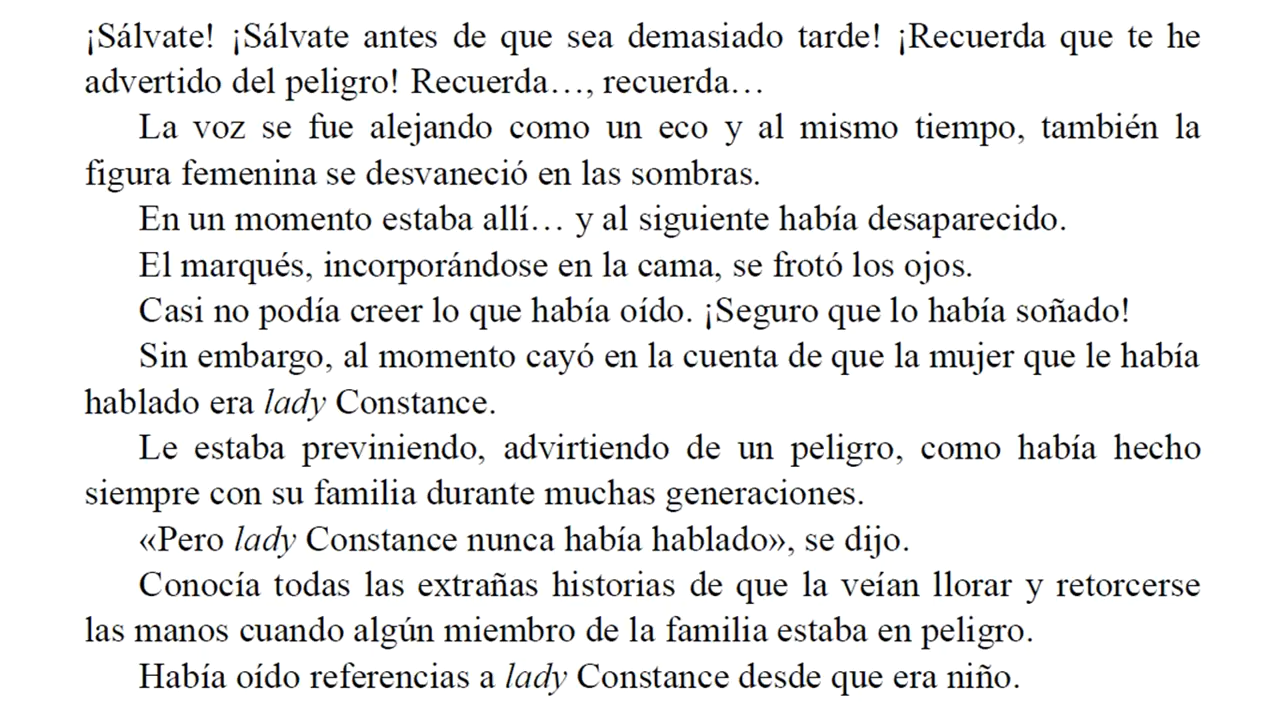 ¡Sálvate! ¡Sálvate antes de que sea demasiado tarde! ¡Recuerda que te he
advertido del peligro! Recuerda…, recuerda…
La voz se fue alejando como un eco y al mismo tiempo, también la
figura femenina se desvaneció en las sombras.
En un momento estaba allí… y al siguiente había desaparecido.
El marqués, incorporándose en la cama, se frotó los ojos.
Casi no podía creer lo que había oído. ¡Seguro que lo había soñado!
Sin embargo, al momento cayó en la cuenta de que la mujer que le había
hablado era lady Constance.
Le estaba previniendo, advirtiendo de un peligro, como había hecho
siempre con su familia durante muchas generaciones.
«Pero lady Constance nunca había hablado», se dijo.
Conocía todas las extrañas historias de que la veían llorar y retorcerse
las manos cuando algún miembro de la familia estaba en peligro.
Había oído referencias a lady Constance desde que era niño.